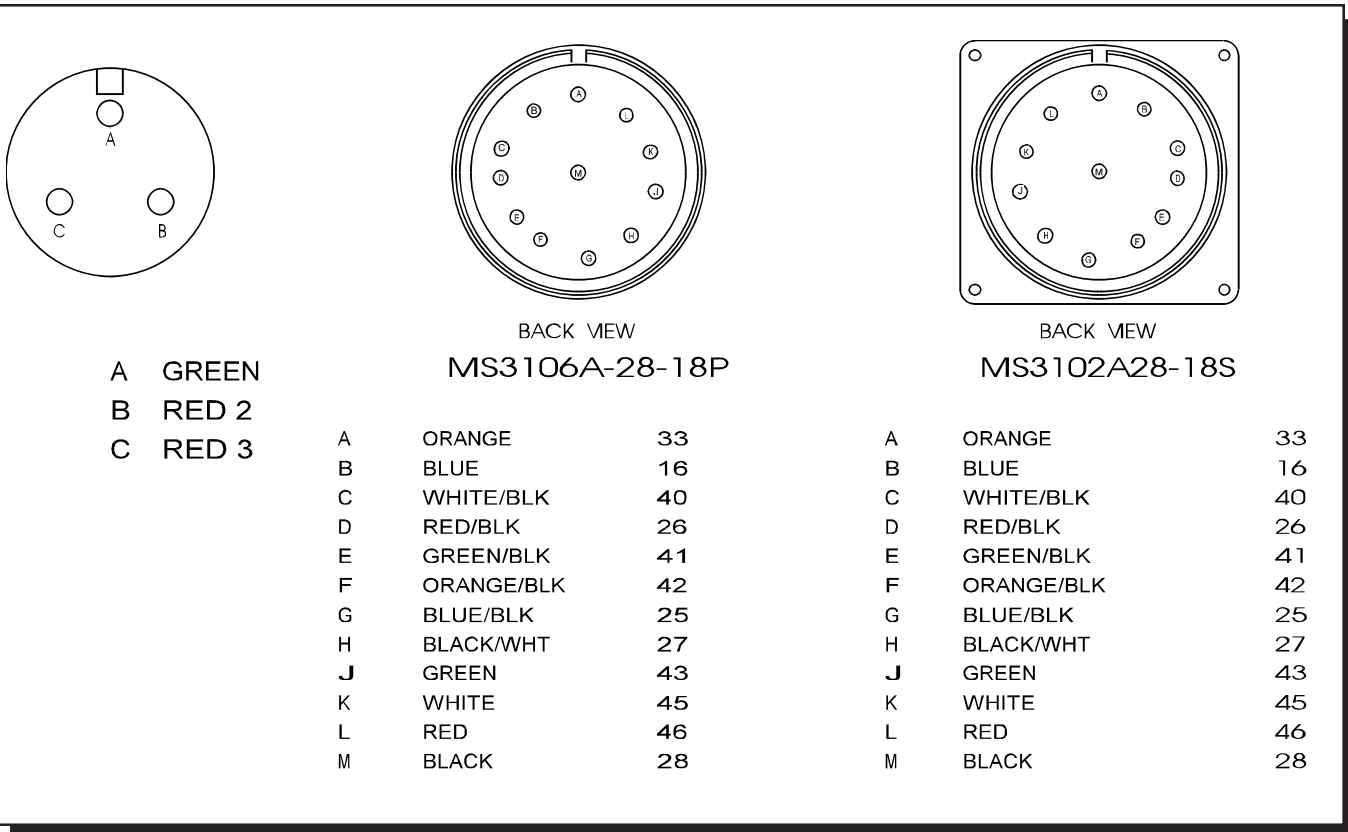 A
C B
A GREEN
B RED 2
C RED 3
A
B L
C K
M
D J
E
F H
G
BACK VIEW
MS3106A-28-18P
A ORANGE 33
B BLUE 16
C WHITE/BLK 40
D RED/BLK 26
E GREEN/BLK 41
F ORANGE/BLK 42
G BLUE/BLK 25
H BLACK/WHT 27
J GREEN 43
K WHITE 45
L RED 46
M BLACK 28
A
L B
K C
M
J D
E
H F
G
BACK VIEW
MS3102A28-18S
A ORANGE 33
B BLUE 16
C WHITE/BLK 40
D RED/BLK 26
E GREEN/BLK 41
F ORANGE/BLK 42
G BLUE/BLK 25
H BLACK/WHT 27
J GREEN 43
K WHITE 45
L RED 46
M BLACK 28